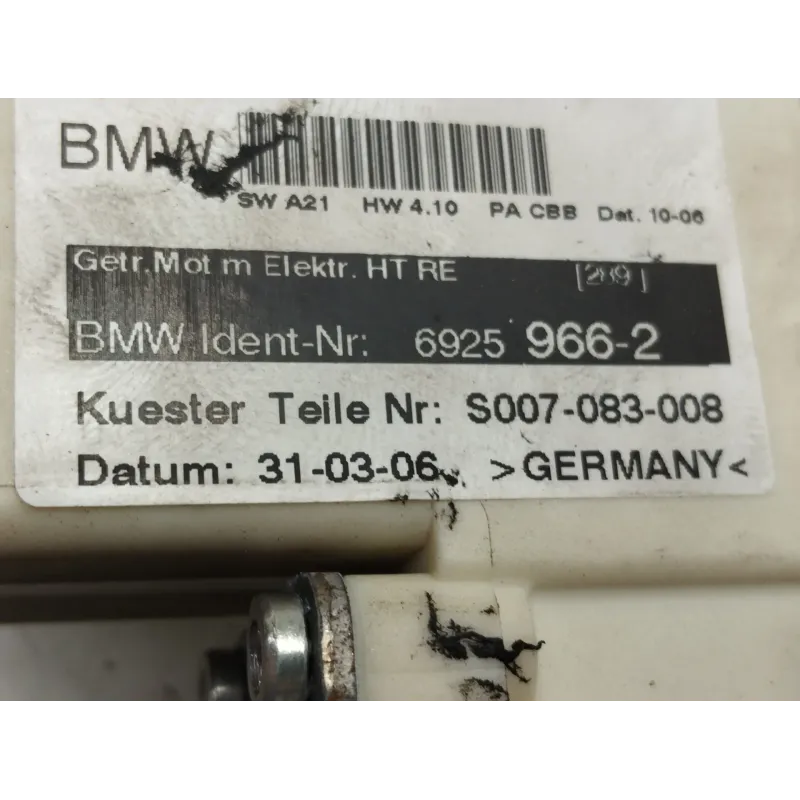 BMW
SW A21 HW 4.10 PA CBB Dat. 10-06
Getr.Mot m Elektr. HT RE [289]
BMW Ident-Nr: 6925 966-2
Kuester Teile Nr: S007-083-008
Datum: 31-03-06 >GERMANY<